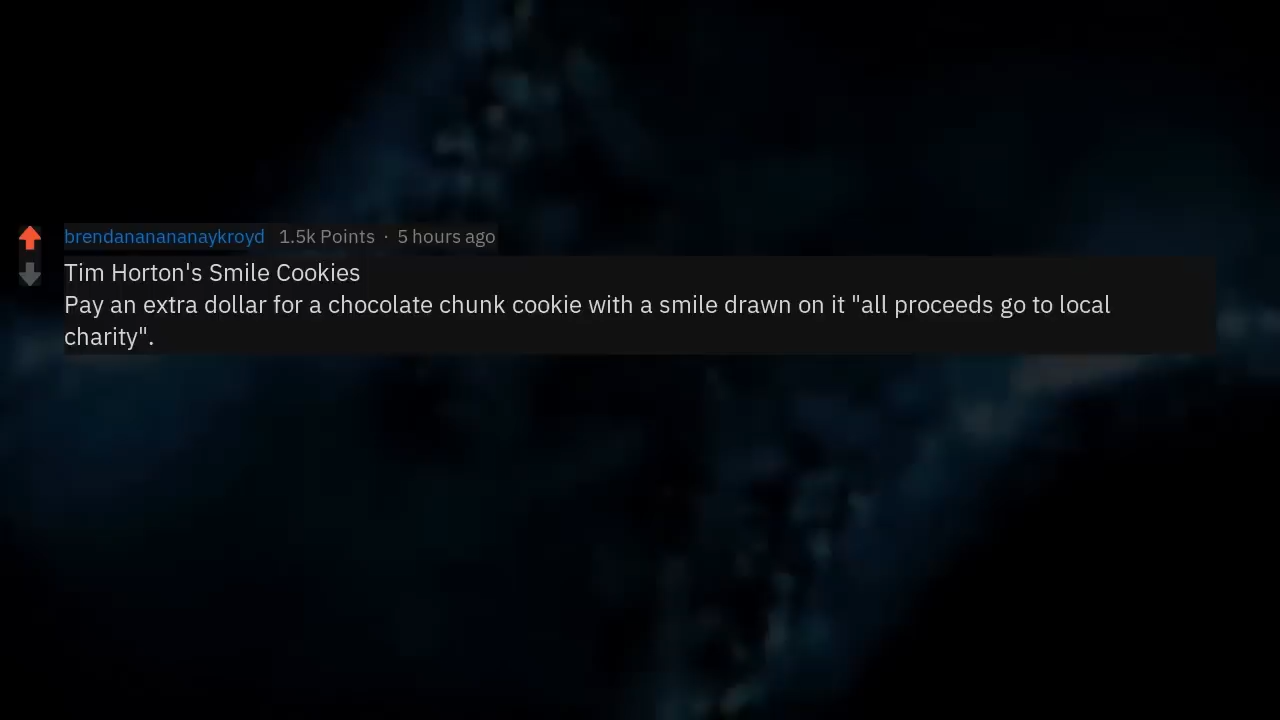 brendananananaykroyd 1.5k Points · 5 hours ago
Tim Horton's Smile Cookies
Pay an extra dollar for a chocolate chunk cookie with a smile drawn on it "all proceeds go to local
charity".